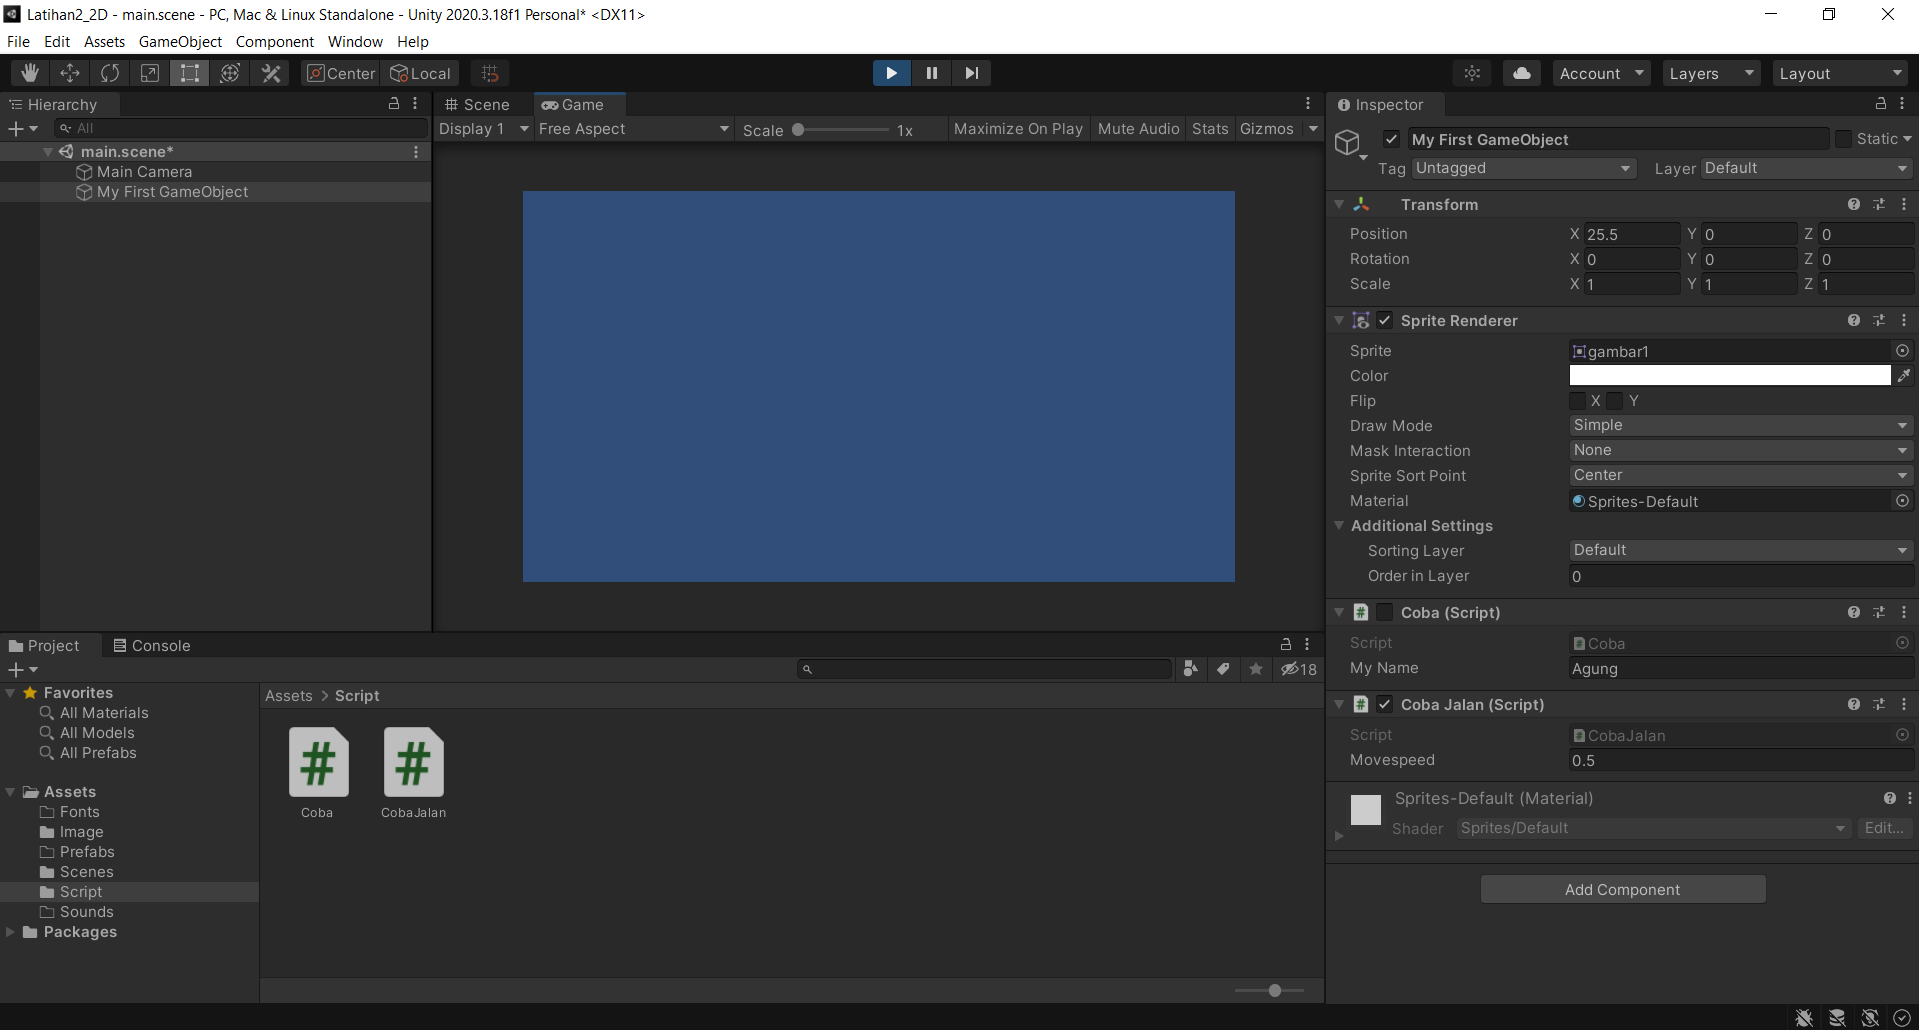 Latihan2_2D - main.scene - PC, Mac & Linux Standalone - Unity 2020.3.18f1 Personal* <DX11>
File Edit Assets GameObject Component Window Help
Center Local Account Layers Layout
Hierarchy
All
main.scene*
Main Camera
My First GameObject
Scene Game
Display 1 Free Aspect Scale 1x Maximize On Play Mute Audio Stats Gizmos
Inspector
My First GameObject Static
Tag Untagged Layer Default
Transform
Position X 25.5 Y 0 Z 0
Rotation X 0 Y 0 Z 0
Scale X 1 Y 1 Z 1
Sprite Renderer
Sprite gambar1
Color
Flip X Y
Draw Mode Simple
Mask Interaction None
Sprite Sort Point Center
Material Sprites-Default
Additional Settings
Sorting Layer Default
Order in Layer 0
Coba (Script)
Script Coba
My Name Agung
Coba Jalan (Script)
Script CobaJalan
Movespeed 0.5
Sprites-Default (Material)
Shader Sprites/Default Edit...
Add Component
Project Console
18
Favorites
All Materials
All Models
All Prefabs
Assets
Fonts
Image
Prefabs
Scenes
Script
Sounds
Packages
Assets > Script
Coba CobaJalan